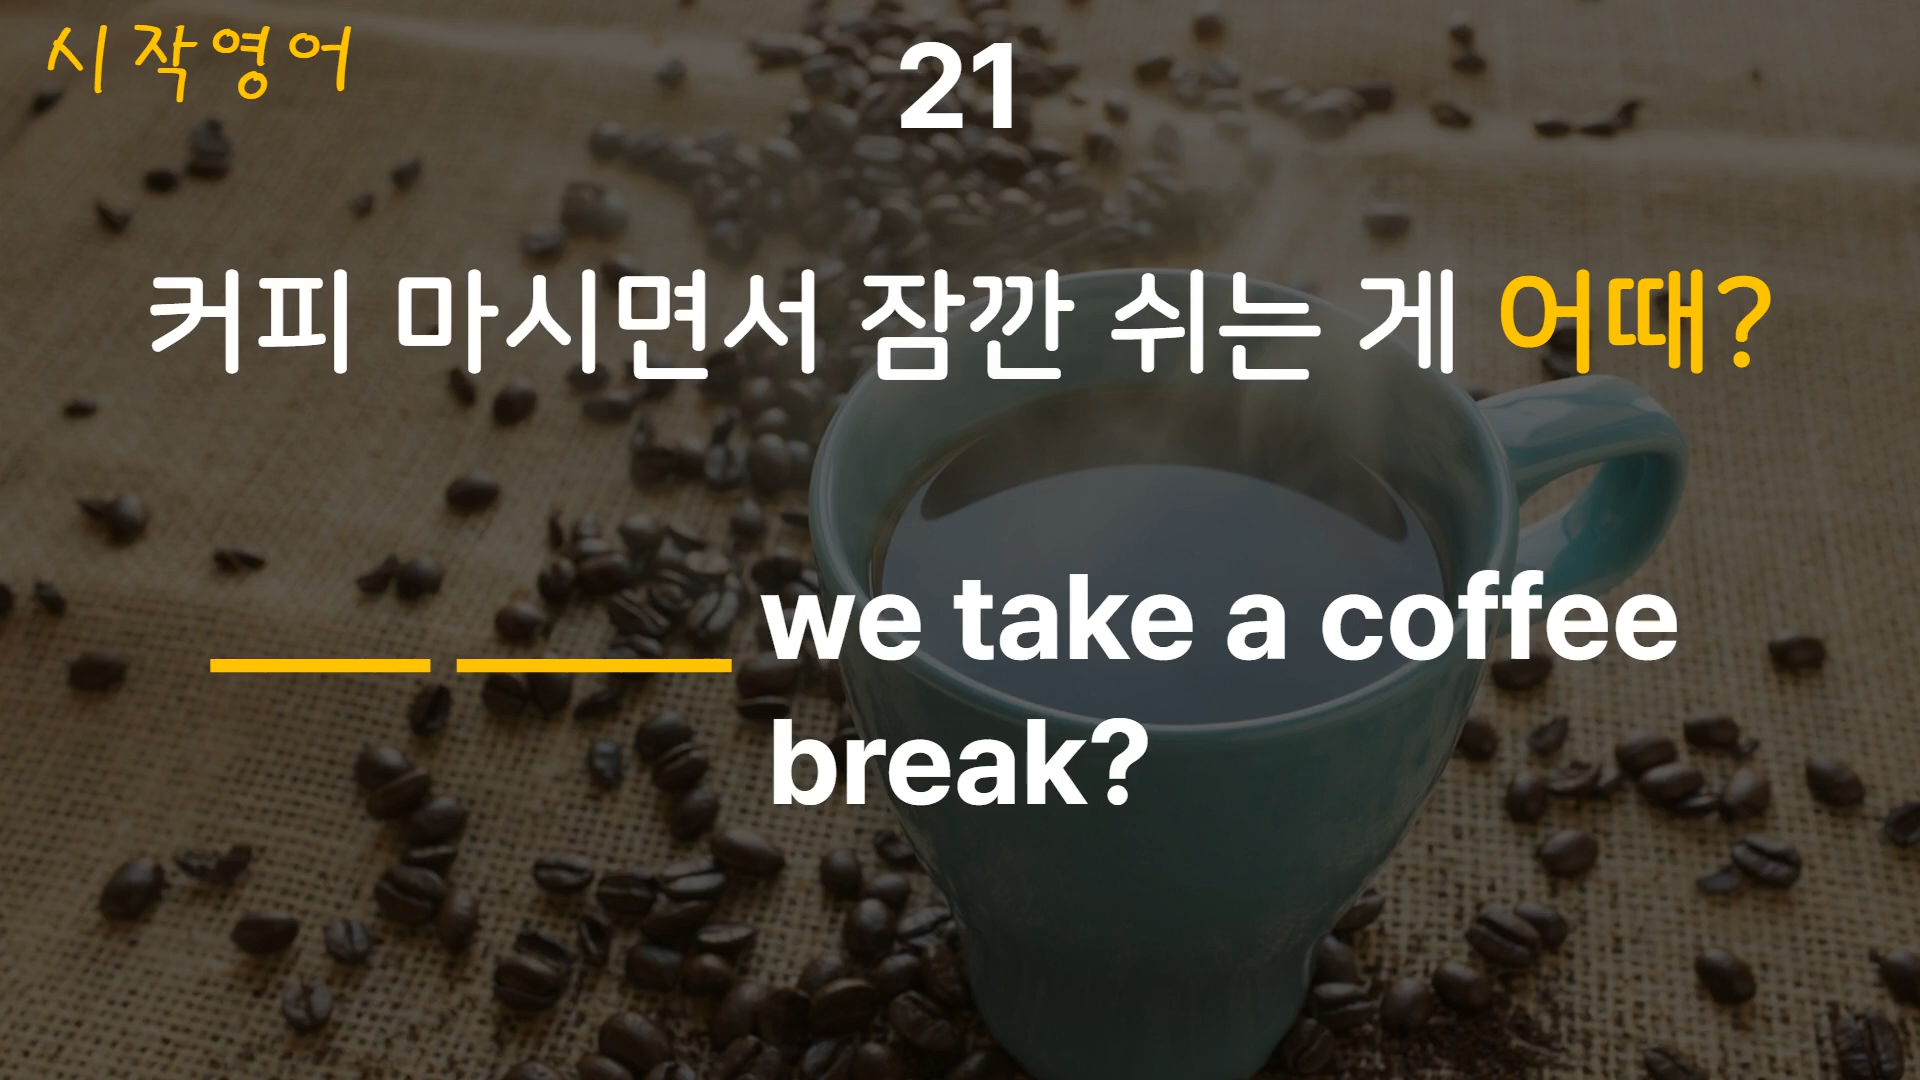 시작영어
21
커피 마시면서 잠깐 쉬는 게 어때?
____ _____ we take a coffee
break?